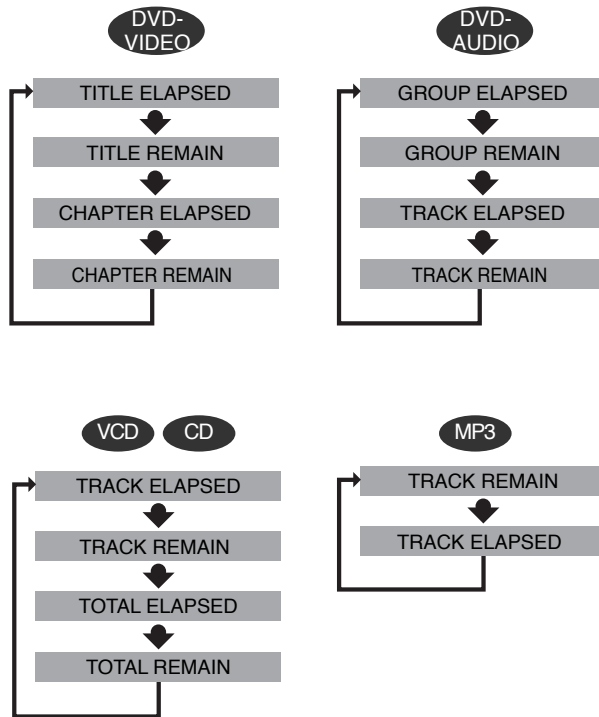 DVD-
VIDEO
TITLE ELAPSED
TITLE REMAIN
CHAPTER ELAPSED
CHAPTER REMAIN
DVD-
AUDIO
GROUP ELAPSED
GROUP REMAIN
TRACK ELAPSED
TRACK REMAIN
VCD CD
TRACK ELAPSED
TRACK REMAIN
TOTAL ELAPSED
TOTAL REMAIN
MP3
TRACK REMAIN
TRACK ELAPSED